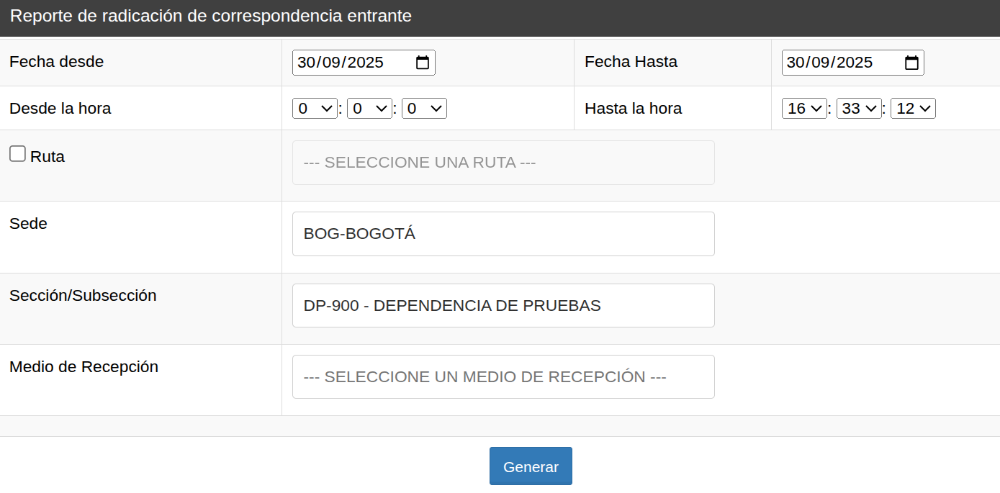 Reporte de radicación de correspondencia entrante
Fecha desde 30/09/2025 Fecha Hasta 30/09/2025
Desde la hora 0 : 0 : 0 Hasta la hora 16 : 33 : 12
Ruta --- SELECCIONE UNA RUTA ---
Sede BOG-BOGOTÁ
Sección/Subsección DP-900 - DEPENDENCIA DE PRUEBAS
Medio de Recepción --- SELECCIONE UN MEDIO DE RECEPCIÓN ---
Generar